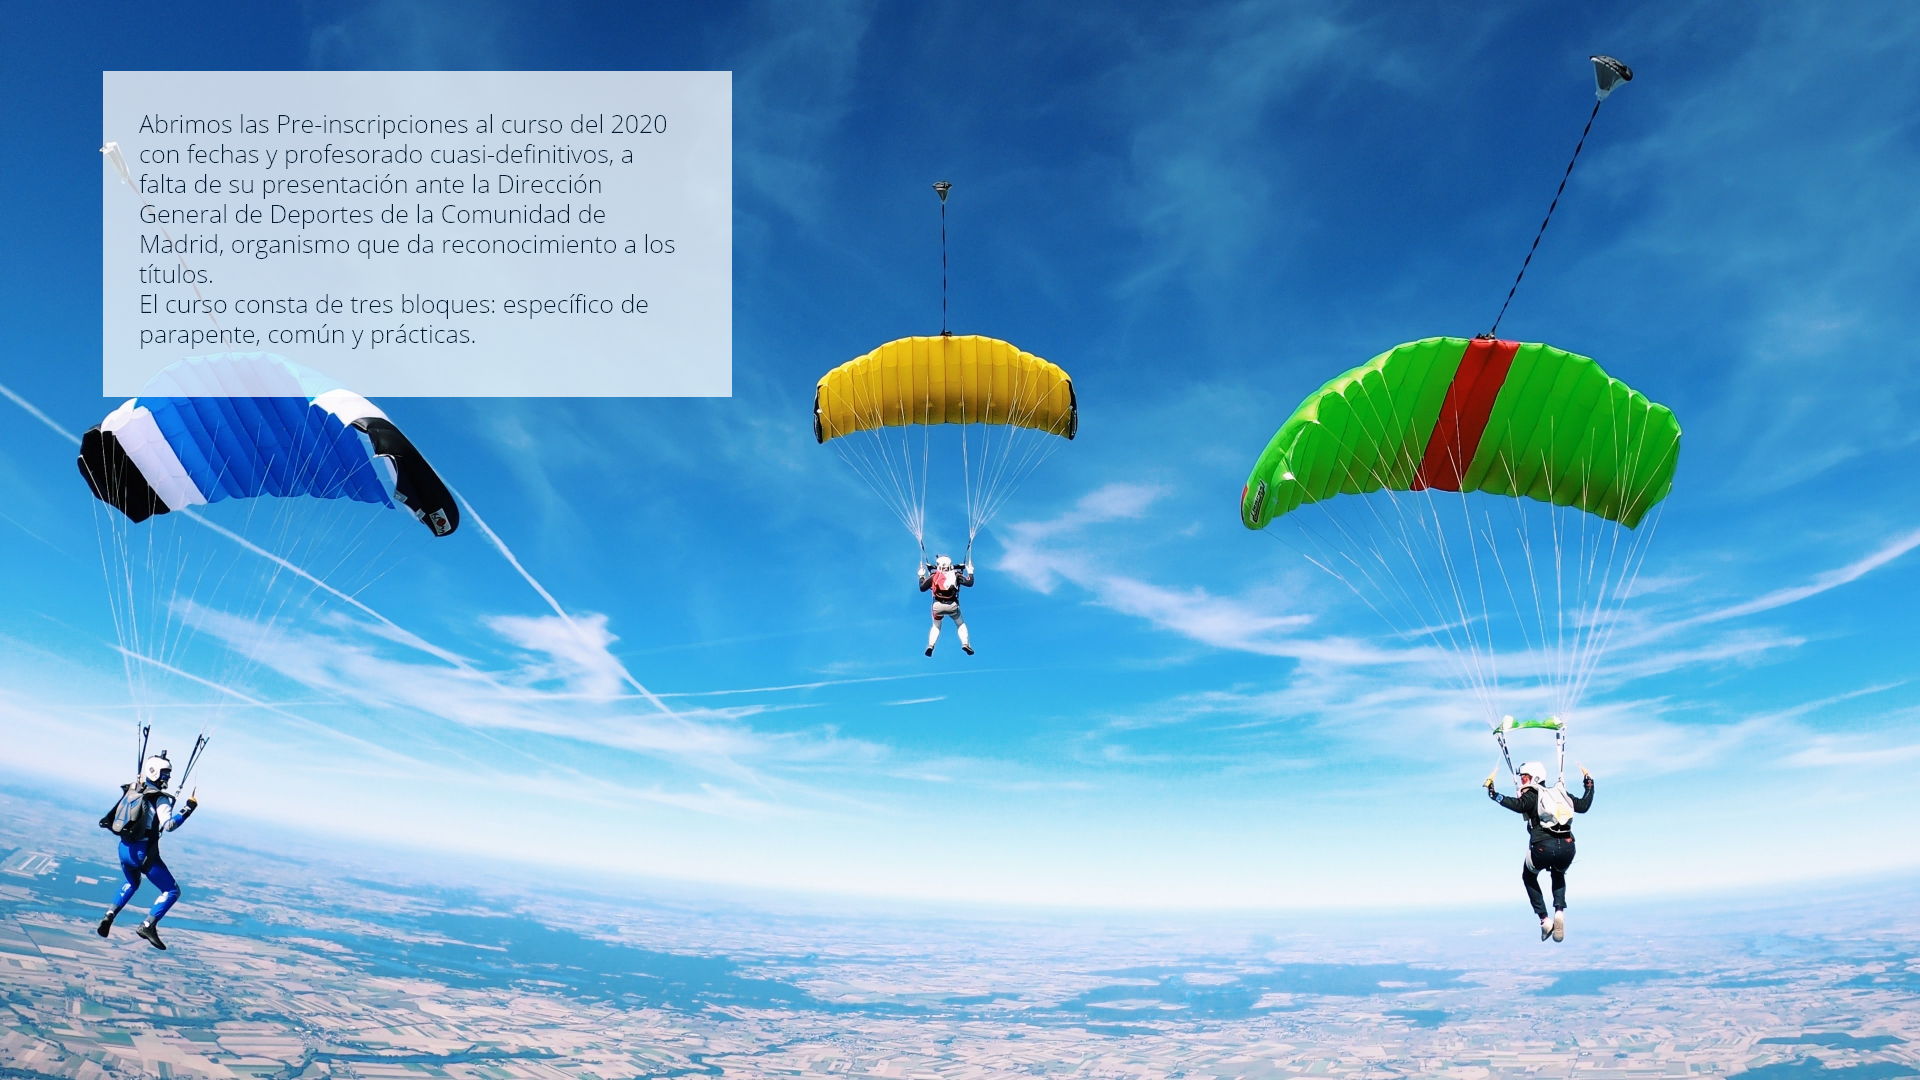 Abrimos las Pre-inscripciones al curso del 2020
con fechas y profesorado cuasi-definitivos, a
falta de su presentación ante la Dirección
General de Deportes de la Comunidad de
Madrid, organismo que da reconocimiento a los
títulos.
El curso consta de tres bloques: específico de
parapente, común y prácticas.